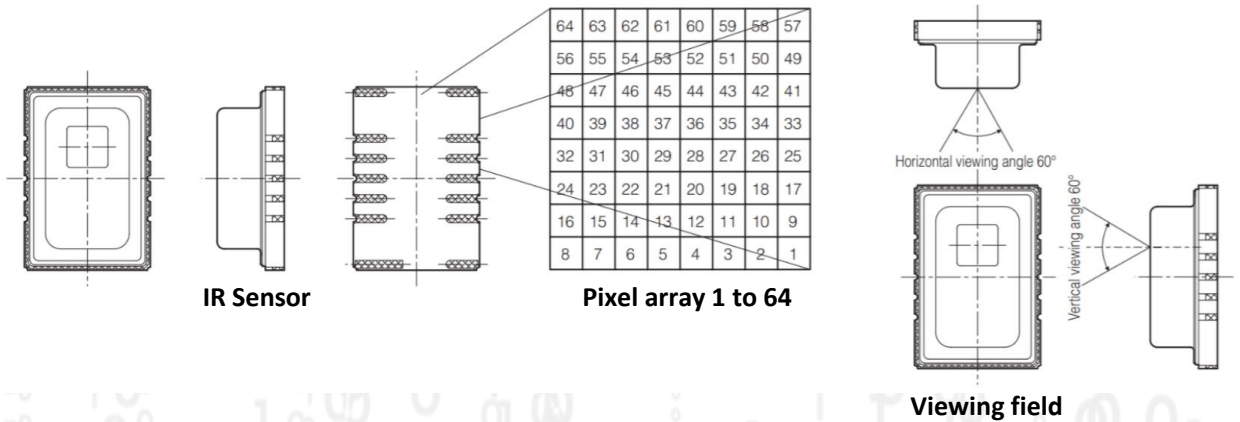 64 63 62 61 60 59 58 57
56 55 54 53 52 51 50 49
48 47 46 45 44 43 42 41
40 39 38 37 36 35 34 33
32 31 30 29 28 27 26 25
24 23 22 21 20 19 18 17
16 15 14 13 12 11 10 9
8 7 6 5 4 3 2 1
IR Sensor
Pixel array 1 to 64
Horizontal viewing angle 60°
Vertical viewing angle 60°
Viewing field